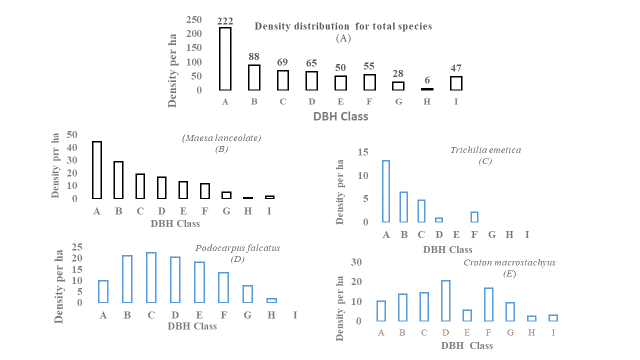 Density distribution for total species
(A)
Density per ha
250
200
150
100
50
0
222
88
69
65
50
55
28
6
47
A B C D E F G H I
DBH Class
(Maesa lanceolate)
(B)
Density prr ha
50
40
30
20
10
0
A B C D E F G H I
DBH Class
Trichilia emetica
(C)
Density per ha
15
10
5
0
A B C D E F G H I
DBH Class
Podocarpus falcatus
(D)
Density per ha
25
20
15
10
5
0
A B C D E F G H I
DBH Class
Croton macrostachyus
(E)
Density per ha
30
20
10
0
A B C D E F G H I
DBH Class